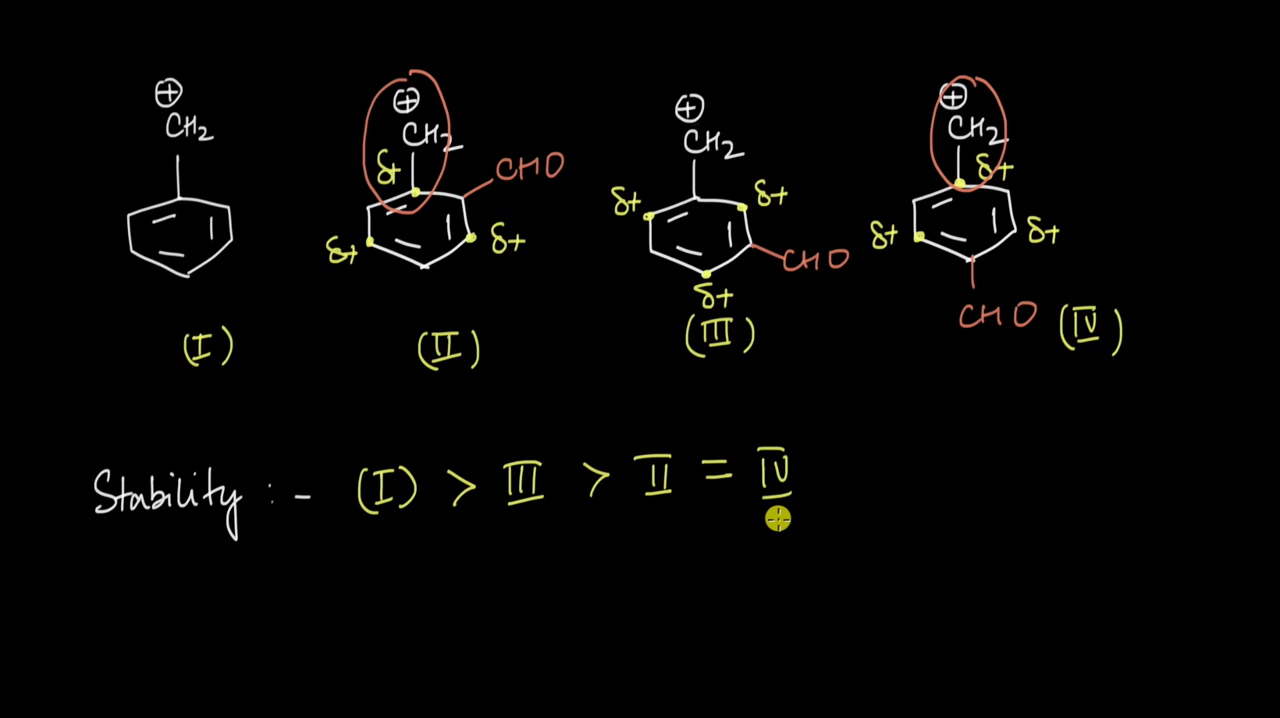 ⊕ ⊕ ⊕ ⊕
CH₂ CH₂ CH₂ CH₂
δ+ CHO δ+ δ+ δ+
δ+ δ+ CHO δ+ δ+
δ+ CHO
(I) (II) (III) (IV)
Stability :- (I) > III > II = IV